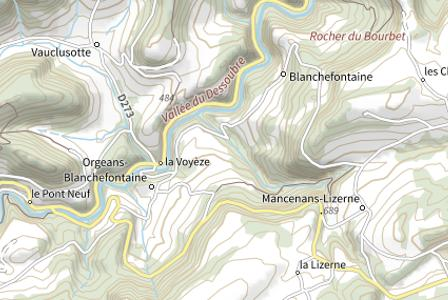 Rocher du Bourbet
Vauclusotte
Blanchefontaine
les C
484
Vallée du Dessoubre
D273
Orgeans-
Blanchefontaine
la Voyèze
le Pont Neuf
Mancenans-Lizerne
689
la Lizerne